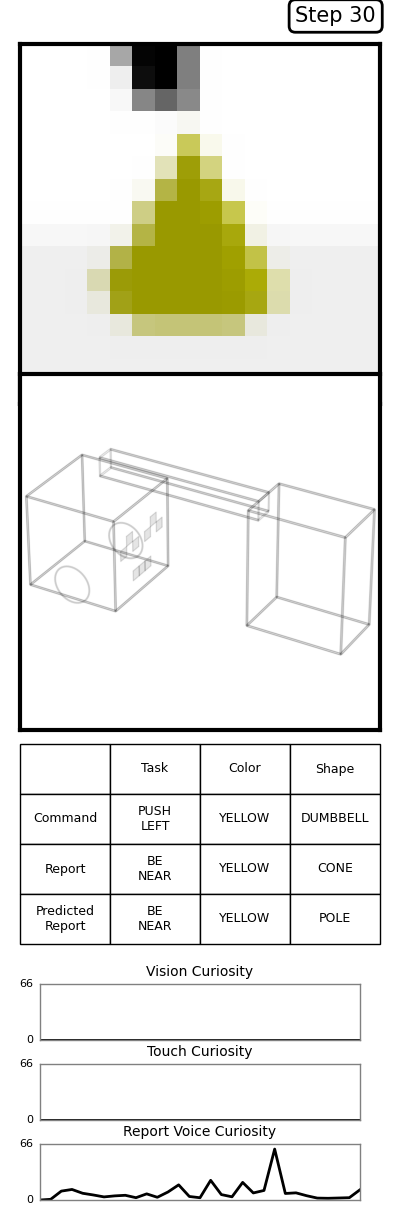 Step 30
Task Color Shape
Command PUSH LEFT YELLOW DUMBBELL
Report BE NEAR YELLOW CONE
Predicted Report BE NEAR YELLOW POLE
Vision Curiosity
66
0
Touch Curiosity
66
0
Report Voice Curiosity
66
0